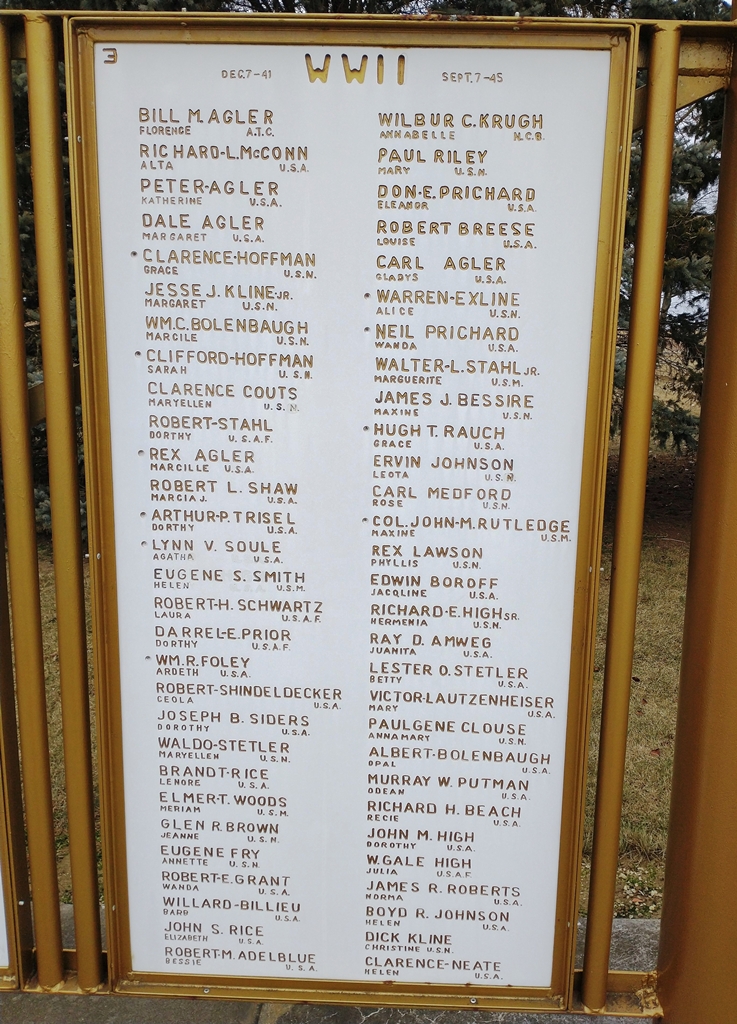 3
DEC.7-41 WWII SEPT.7-45
BILL M.AGLER
FLORENCE A.T.C.
RICHARD-L.McCONN
ALTA U.S.A.
PETER-AGLER
KATHERINE U.S.A.
DALE AGLER
MARGARET U.S.A.
•CLARENCE-HOFFMAN
GRACE U.S.N.
JESSE J. KLINE JR.
MARGARET U.S.N.
WM.C.BOLENBAUGH
MARCILE U.S.N.
•CLIFFORD-HOFFMAN
SARAH U.S.N.
CLARENCE COUTS
MARYELLEN U.S.N.
ROBERT-STAHL
DORTHY U.S.A.F.
•REX AGLER
MARCILLE U.S.A.
ROBERT L. SHAW
MARCIA J. U.S.A.
•ARTHUR-P.TRISEL
DORTHY U.S.A.
•LYNN V. SOULE
AGATHA U.S.A.
EUGENE S. SMITH
HELEN U.S.M.
ROBERT-H. SCHWARTZ
LAURA U.S.A.F.
DARREL-E.PRIOR
DORTHY U.S.A.F.
•WM.R.FOLEY
ARDETH U.S.A.
ROBERT-SHINDELDECKER
CEOLA U.S.A.
JOSEPH B. SIDERS
DOROTHY U.S.A.
WALDO-STETLER
MARYELLEN U.S.N.
BRANDT-RICE
LENORE U.S.A.
ELMER-T. WOODS
MERIAM U.S.M.
GLEN R. BROWN
JEANNE U.S.N.
EUGENE FRY
ANNETTE U.S.N.
ROBERT-E.GRANT
WANDA U.S.A.
WILLARD-BILLIEU
BARB U.S.A.
JOHN S. RICE
ELIZABETH U.S.A.
ROBERT-M.ADELBLUE
BESSIE U.S.A.
WILBUR C.KRUGH
ANNABELLE N.C.B.
PAUL RILEY
MARY U.S.N.
DON-E.PRICHARD
ELEANOR U.S.A.
ROBERT BREESE
LOUISE U.S.A.
CARL AGLER
GLADYS U.S.A.
•WARREN-EXLINE
ALICE U.S.N.
•NEIL PRICHARD
WANDA U.S.A.
WALTER-L.STAHL JR.
MARGUERITE U.S.M.
JAMES J. BESSIRE
MAXINE U.S.N.
•HUGH T. RAUCH
GRACE U.S.A.
ERVIN JOHNSON
LEOTA U.S.N.
CARL MEDFORD
ROSE U.S.N.
•COL.JOHN-M.RUTLEDGE
MAXINE U.S.M.
REX LAWSON
PHYLLIS U.S.N.
EDWIN BOROFF
JACQLINE U.S.A.
RICHARD-E.HIGH SR.
HERMENIA U.S.N.
RAY D. AMWEG
JUANITA U.S.A.
LESTER O.STETLER
BETTY U.S.A.
VICTOR-LAUTZENHEISER
MARY U.S.A.
PAULGENE CLOUSE
ANNAMARY U.S.N.
ALBERT-BOLENBAUGH
OPAL U.S.A.
MURRAY W. PUTMAN
ODEAN U.S.A.
RICHARD H. BEACH
RECIE U.S.A.
JOHN M. HIGH
DOROTHY U.S.A.
W.GALE HIGH
JULIA U.S.A.F.
JAMES R. ROBERTS
NORMA U.S.A.
BOYD R. JOHNSON
HELEN U.S.A.
DICK KLINE
CHRISTINE U.S.N.
CLARENCE-NEATE
HELEN U.S.A.